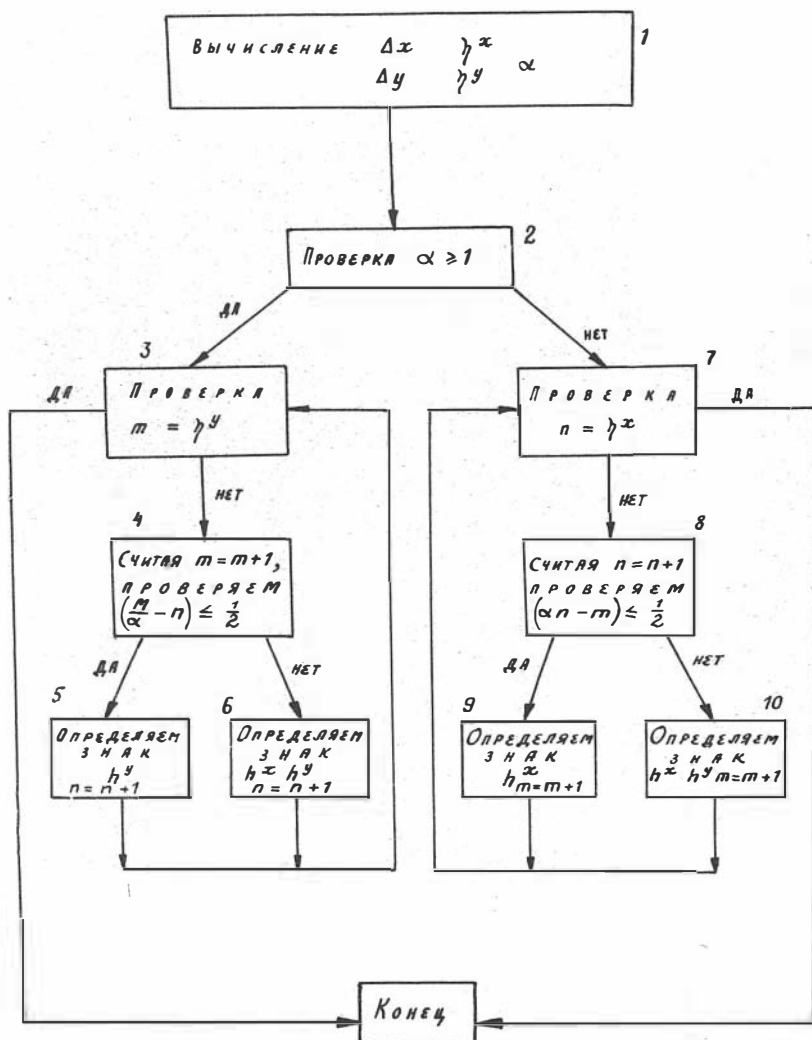 1
Вычисление Δx η^x
Δy η^y α
2
Проверка α ≥ 1
ДА
НЕТ
3
Проверка
m = η^y
ДА
НЕТ
7
Проверка
n = η^x
ДА
НЕТ
4
Считая m = m+1,
проверяем
(м/α − n) ≤ 1/2
ДА
НЕТ
8
Считая n = n+1
проверяем
(αn − m) ≤ 1/2
ДА
НЕТ
5
Определяем
знак
h^y
n = n+1
6
Определяем
знак
h^x h^y
n = n+1
9
Определяем
знак
h^x m = m+1
10
Определяем
знак
h^x h^y m = m+1
Конец